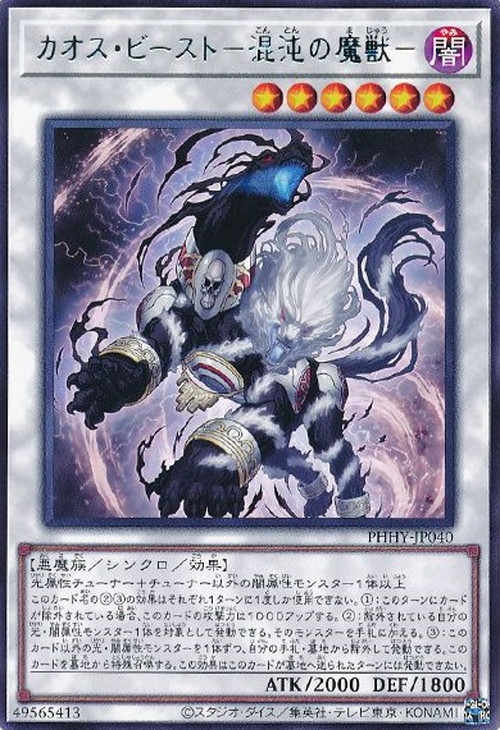 カオス・ビースト－混沌の魔獣－
闇
PHHY-JP040
【悪魔族／シンクロ／効果】
光属性チューナー＋チューナー以外の闇属性モンスター1体以上
このカード名の②③の効果はそれぞれ1ターンに1度しか使用できない。①：このターンにカード
が除外されている場合、このカードの攻撃力は1000アップする。②：除外されている自分の
光・闇属性モンスター1体を対象として発動できる。そのモンスターを手札に加える。③：この
カード以外の光・闇属性モンスターを1体ずつ、自分の手札・墓地から除外して発動できる。この
カードを墓地から特殊召喚する。この効果はこのカードが墓地へ送られたターンには発動できない。
ATK/2000 DEF/1800
49565413 ©スタジオ・ダイス／集英社・テレビ東京・KONAMI